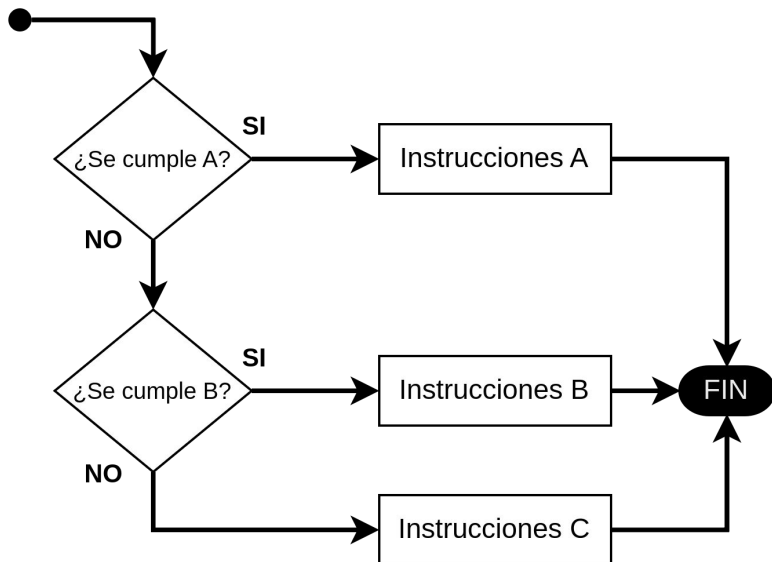 SI
¿Se cumple A?
Instrucciones A
NO
SI
¿Se cumple B?
Instrucciones B
FIN
NO
Instrucciones C